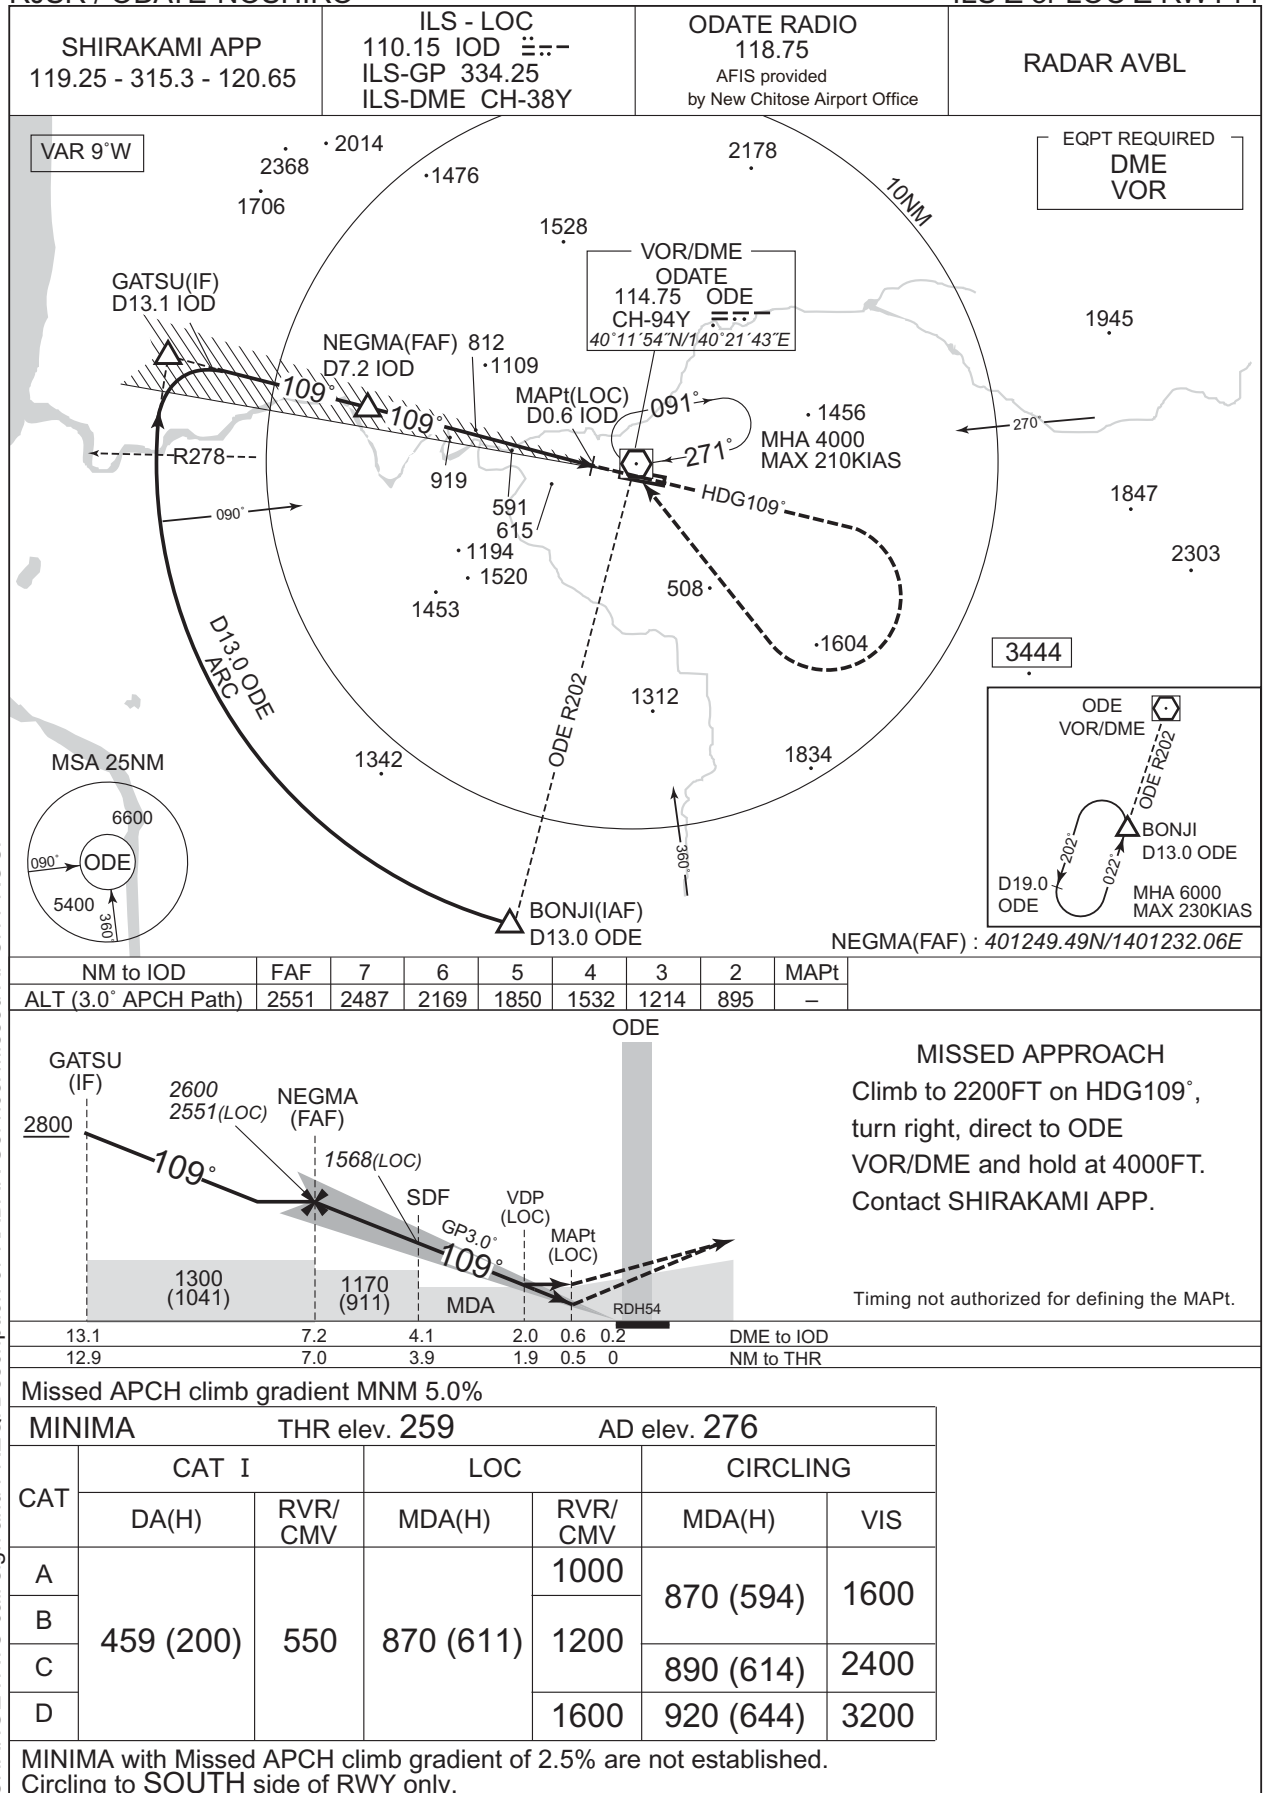 SHIRAKAMI APP
119.25 - 315.3 - 120.65
ILS - LOC
110.15 IOD
ILS-GP 334.25
ILS-DME CH-38Y
ODATE RADIO
118.75
AFIS provided
by New Chitose Airport Office
RADAR AVBL
VAR 9˚W
EQPT REQUIRED
DME
VOR
2368
2014
1706
1476
1528
2178
10NM
VOR/DME
ODATE
114.75 ODE
CH-94Y
40˚11´54˝N/140˚21´43˝E
GATSU(IF)
D13.1 IOD
NEGMA(FAF)
D7.2 IOD
812
1109
MAPt(LOC)
D0.6 IOD
109˚
109˚
091˚
271˚
1456
MHA 4000
MAX 210KIAS
1945
270˚
R278
090˚
919
591
615
1194
1520
1453
HDG109˚
1847
2303
508
1604
3444
D13.0 ODE
ARC
ODE R202
1312
1342
1834
360˚
MSA 25NM
6600
090˚
ODE
5400
360˚
BONJI(IAF)
D13.0 ODE
ODE
VOR/DME
ODE R202
BONJI
D13.0 ODE
202˚
022˚
D19.0
ODE
MHA 6000
MAX 230KIAS
NEGMA(FAF) : 401249.49N/1401232.06E
NM to IOD FAF 7 6 5 4 3 2 MAPt
ALT (3.0˚ APCH Path) 2551 2487 2169 1850 1532 1214 895 –
ODE
GATSU
(IF)
2800
2600
2551(LOC)
NEGMA
(FAF)
1568(LOC)
SDF
VDP
(LOC)
MAPt
(LOC)
109˚
GP3.0˚
109˚
1300
(1041)
1170
(911)
MDA
RDH54
13.1 7.2 4.1 2.0 0.6 0.2 DME to IOD
12.9 7.0 3.9 1.9 0.5 0 NM to THR
MISSED APPROACH
Climb to 2200FT on HDG109˚,
turn right, direct to ODE
VOR/DME and hold at 4000FT.
Contact SHIRAKAMI APP.
Timing not authorized for defining the MAPt.
Missed APCH climb gradient MNM 5.0%
MINIMA THR elev. 259 AD elev. 276
CAT CAT I LOC CIRCLING
DA(H) RVR/CMV MDA(H) RVR/CMV MDA(H) VIS
A
B
C
D
459 (200)
550
870 (611)
1000
1200
1600
870 (594) 1600
890 (614) 2400
920 (644) 3200
MINIMA with Missed APCH climb gradient of 2.5% are not established.
Circling to SOUTH side of RWY only.